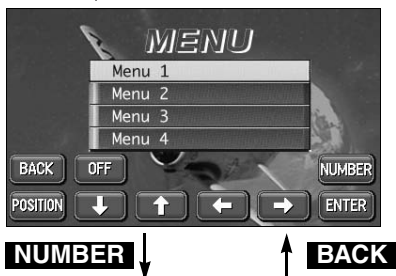 MENU
Menu 1
Menu 2
Menu 3
Menu 4
BACK OFF NUMBER
POSITION ENTER
NUMBER BACK